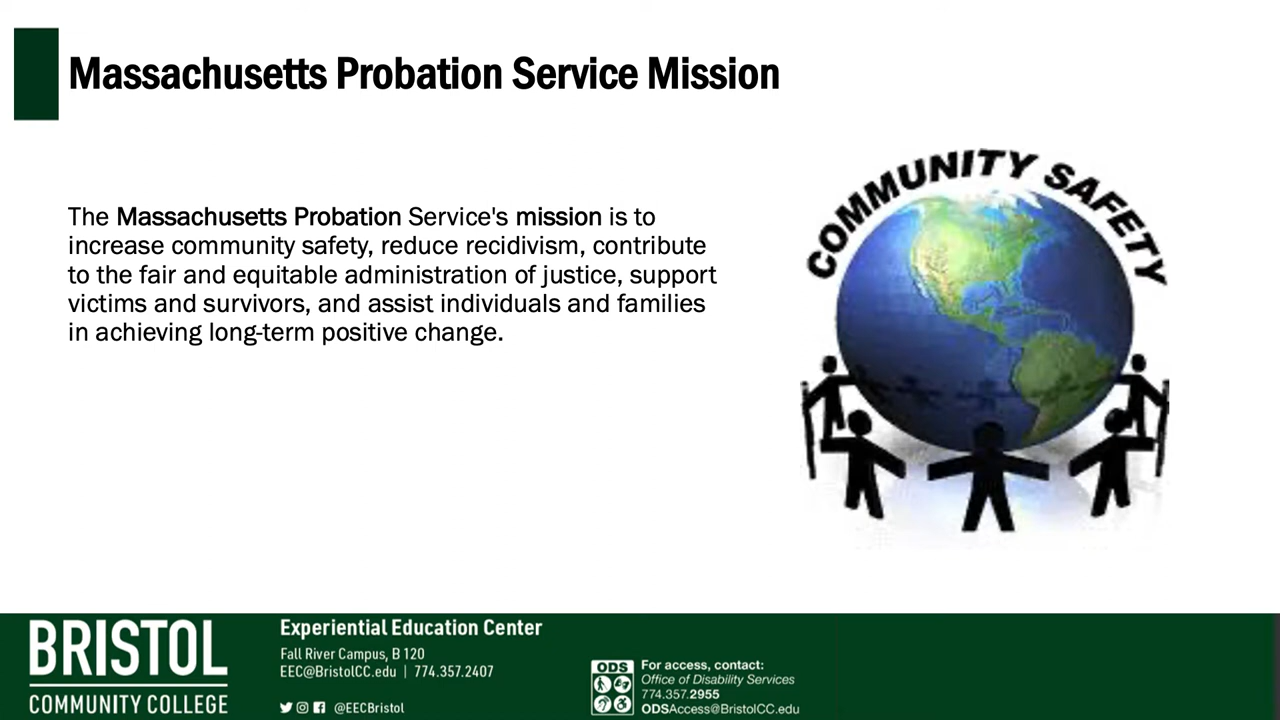 Massachusetts Probation Service Mission
COMMUNITY SAFETY
The Massachusetts Probation Service's mission is to
increase community safety, reduce recidivism, contribute
to the fair and equitable administration of justice, support
victims and survivors, and assist individuals and families
in achieving long-term positive change.
BRISTOL
COMMUNITY COLLEGE
Experiential Education Center
Fall River Campus, B 120
EEC@BristolCC.edu | 774.357.2407
@EECBristol
ODS
For access, contact:
Office of Disability Services
774.357.2955
ODSAccess@BristolCC.edu